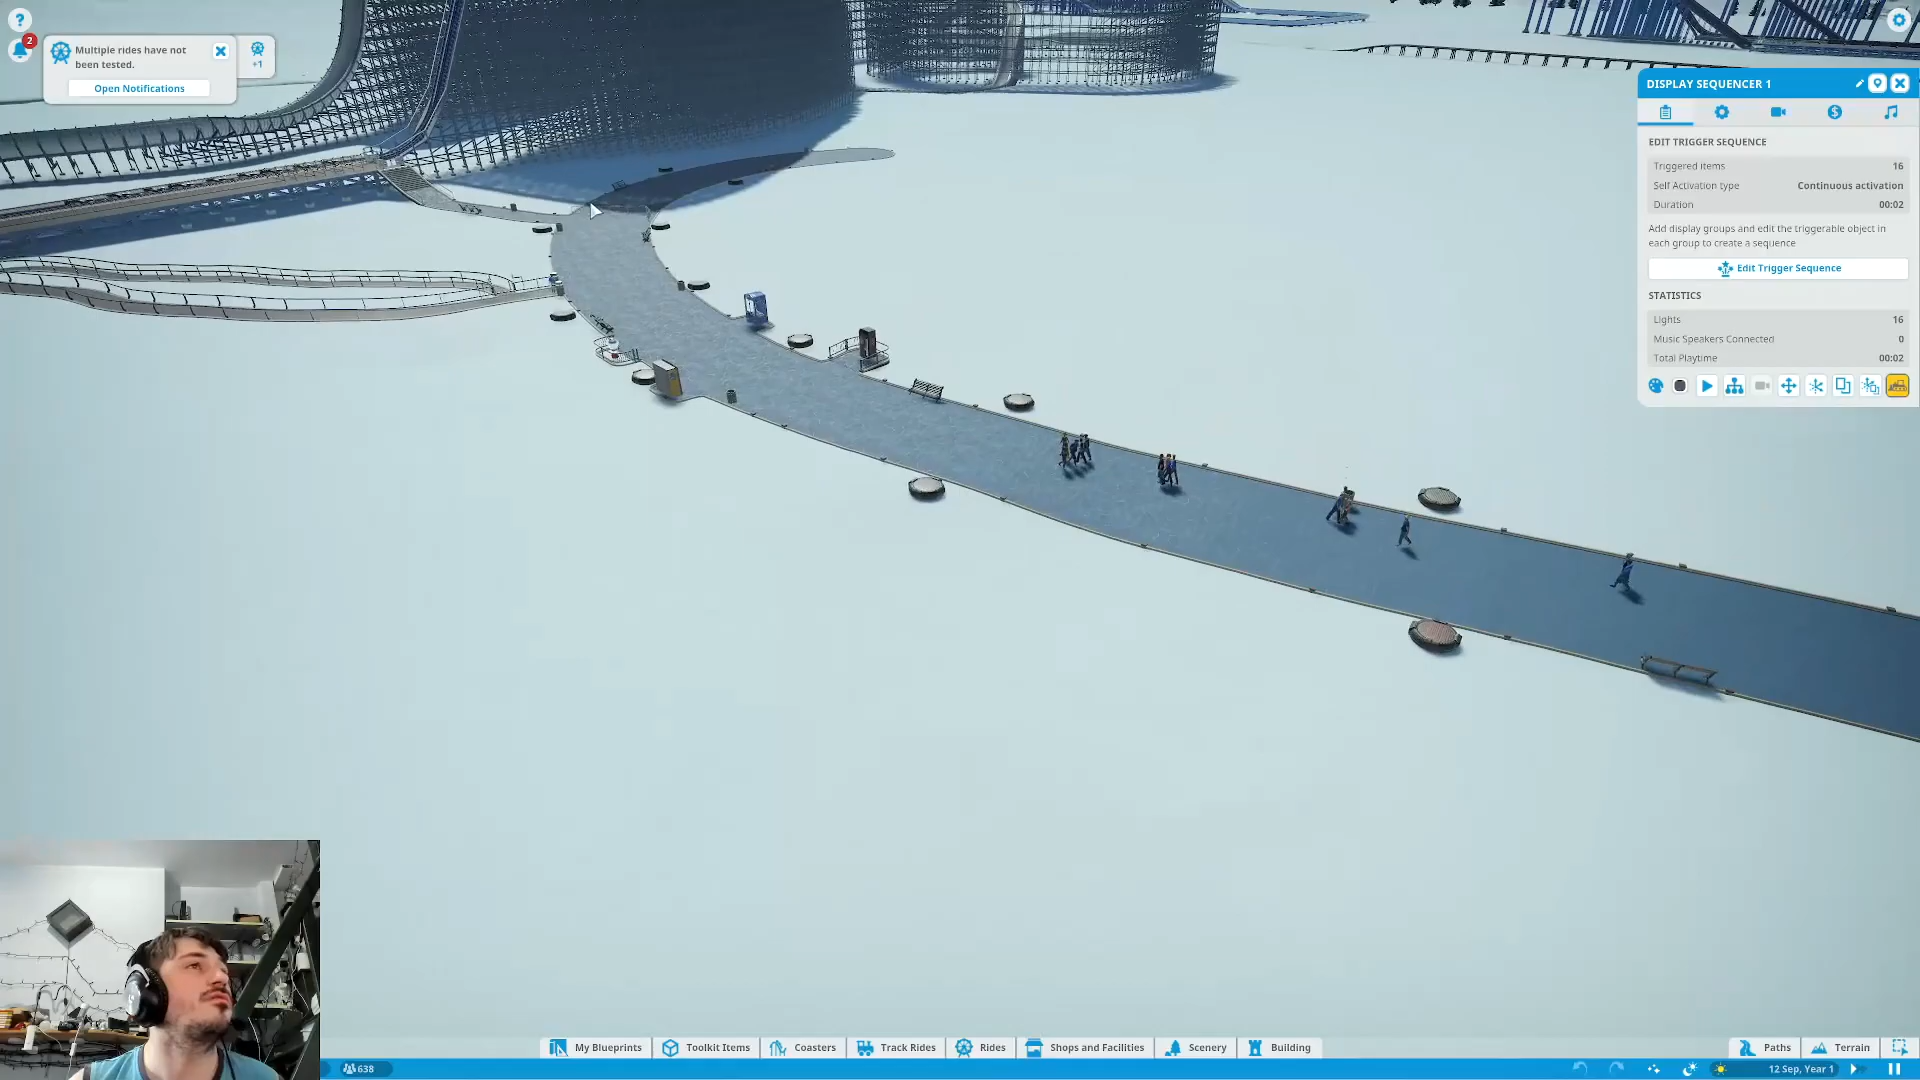 ?
2
Multiple rides have not
been tested.
+1
Open Notifications
DISPLAY SEQUENCER 1
EDIT TRIGGER SEQUENCE
Triggered items 16
Self Activation type Continuous activation
Duration 00:02
Add display groups and edit the triggerable object in
each group to create a sequence
Edit Trigger Sequence
STATISTICS
Lights 16
Music Speakers Connected 0
Total Playtime 00:02
My Blueprints
Toolkit Items
Coasters
Track Rides
Rides
Shops and Facilities
Scenery
Building
Paths
Terrain
638
12 Sep, Year 1